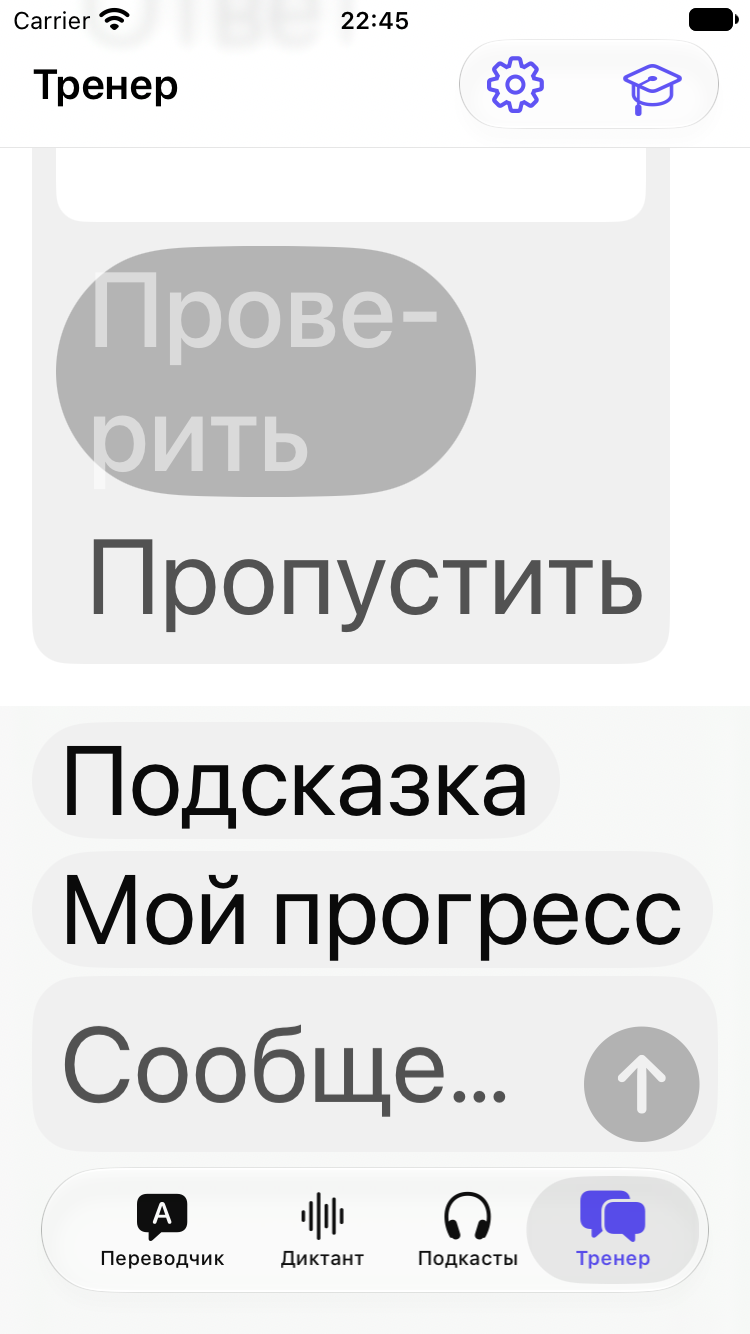 Carrier 22:45
Тренер
Прове-
рить
Пропустить
Подсказка
Мой прогресс
Сообще...
Переводчик Диктант Подкасты Тренер